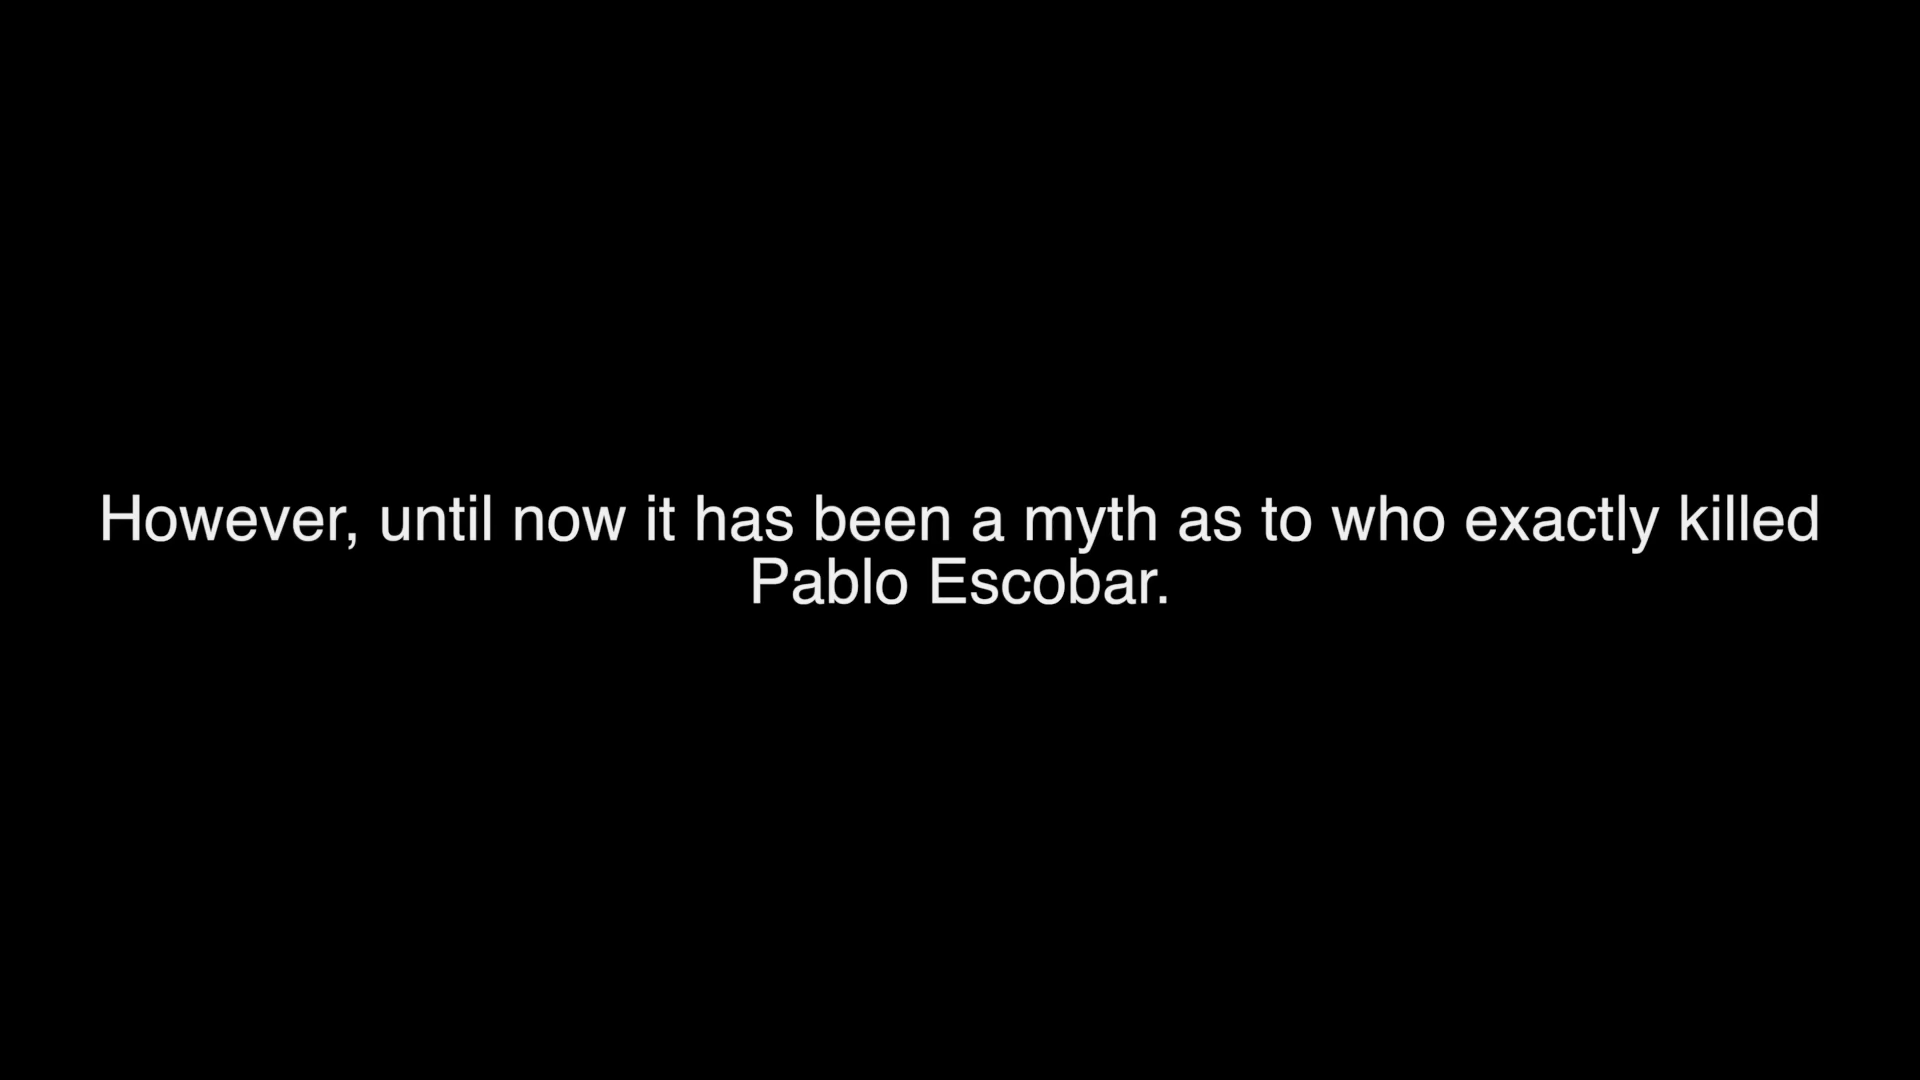 However, until now it has been a myth as to who exactly killed
Pablo Escobar.